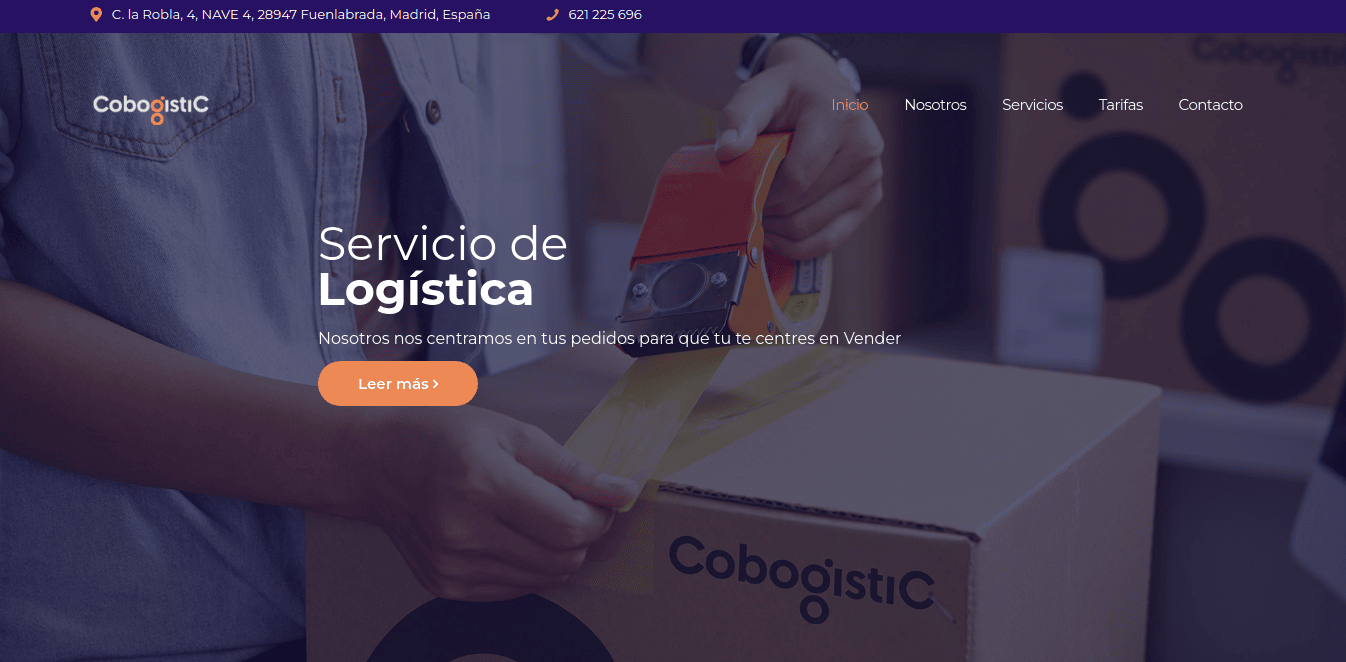 C. la Robla, 4, NAVE 4, 28947 Fuenlabrada, Madrid, España
621 225 696
Cobogistic
CobogistiC
Inicio
Nosotros
Servicios
Tarifas
Contacto
Servicio de
Logística
Nosotros nos centramos en tus pedidos para que tu te centres en Vender
Leer más
CobogistiC